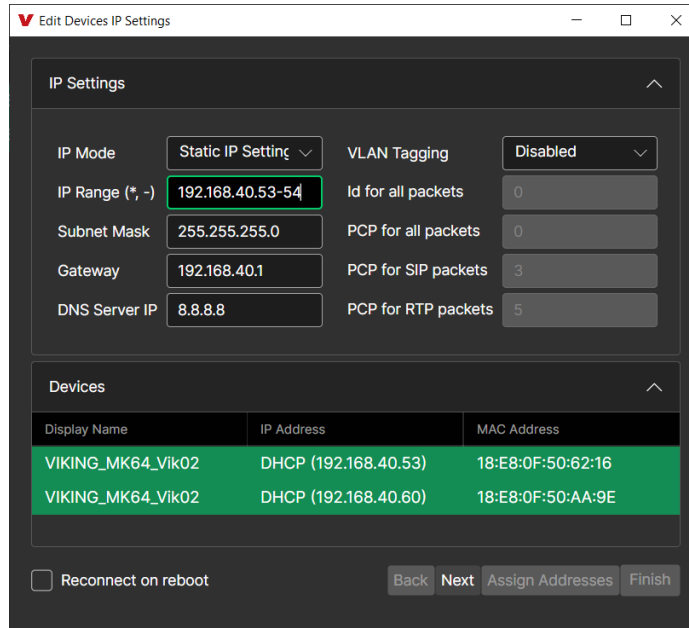 Edit Devices IP Settings
IP Settings
IP Mode Static IP Setting VLAN Tagging Disabled
IP Range (*, -) 192.168.40.53-54 Id for all packets 0
Subnet Mask 255.255.255.0 PCP for all packets 0
Gateway 192.168.40.1 PCP for SIP packets 3
DNS Server IP 8.8.8.8 PCP for RTP packets 5
Devices
Display Name IP Address MAC Address
VIKING_MK64_Vik02 DHCP (192.168.40.53) 18:E8:0F:50:62:16
VIKING_MK64_Vik02 DHCP (192.168.40.60) 18:E8:0F:50:AA:9E
Reconnect on reboot Back Next Assign Addresses Finish